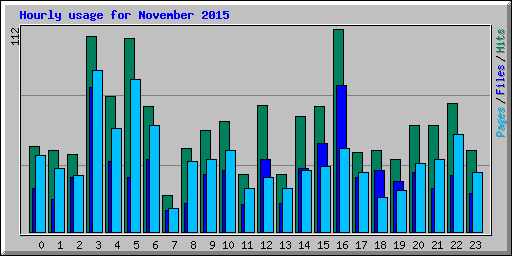 Hourly usage for November 2015
112
0 1 2 3 4 5 6 7 8 9 10 11 12 13 14 15 16 17 18 19 20 21 22 23
Pages / Files / Hits